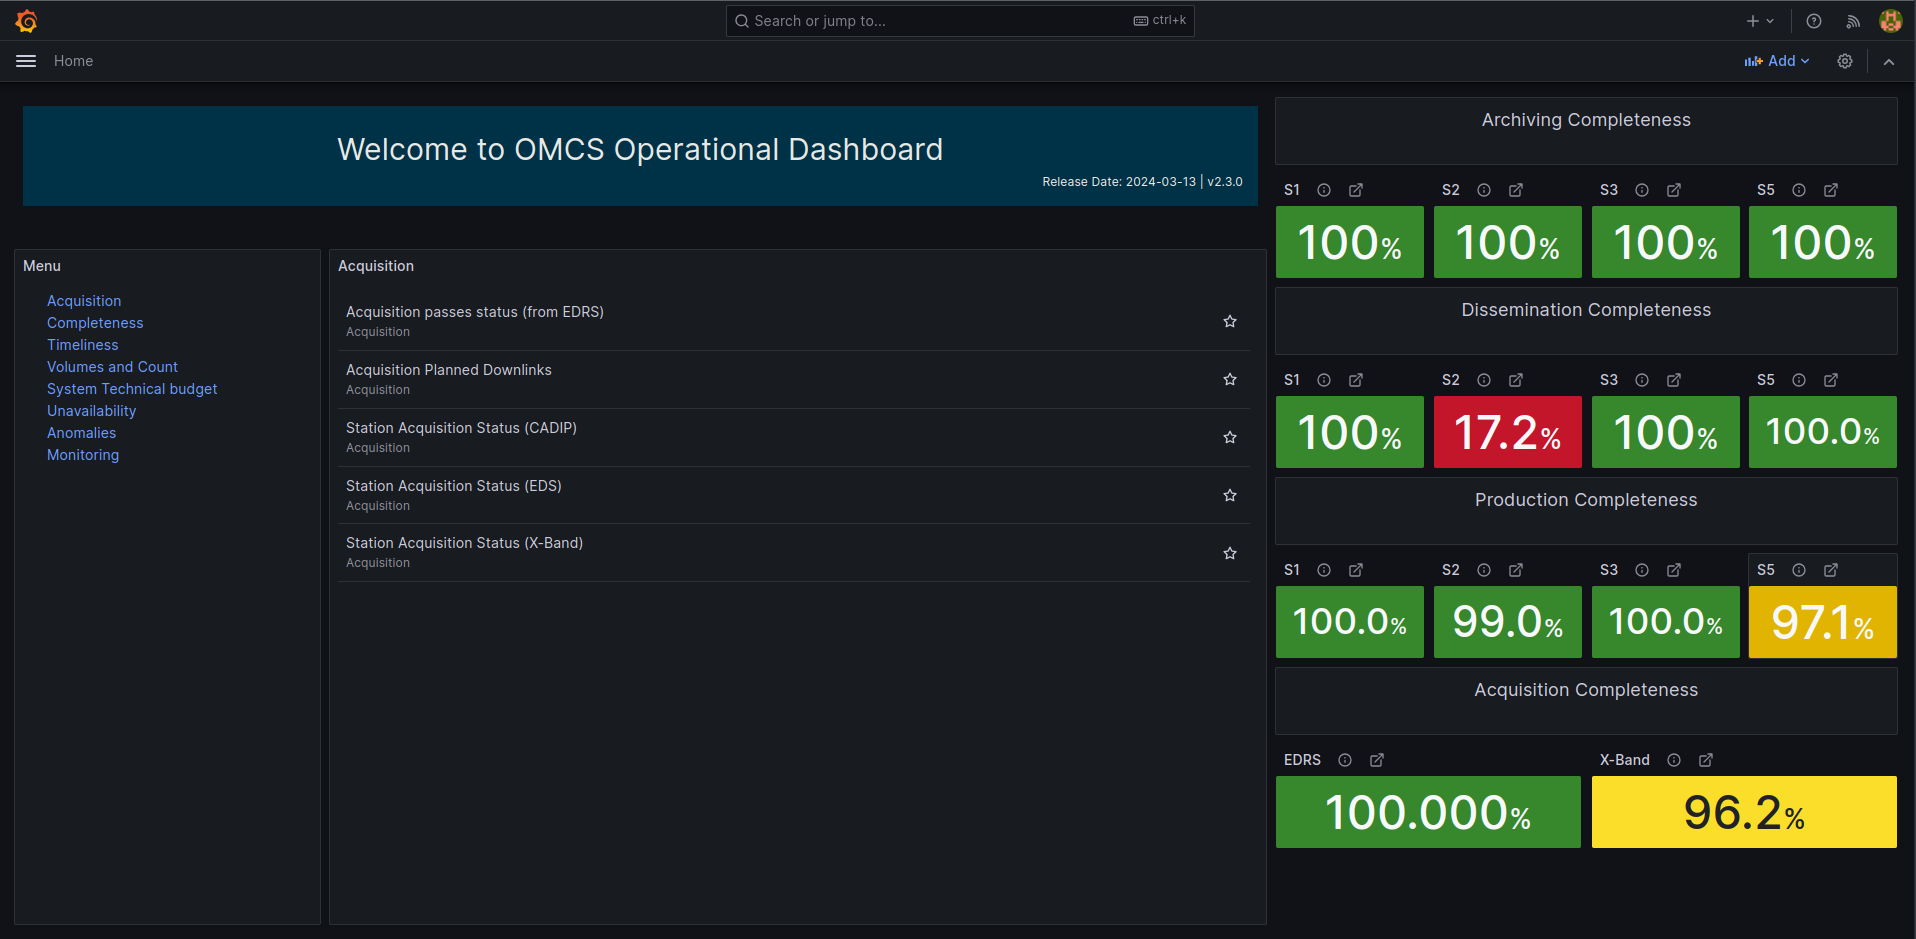 Search or jump to...
ctrl+k
Home
Add
Welcome to OMCS Operational Dashboard
Release Date: 2024-03-13 | v2.3.0
Menu
Acquisition
Completeness
Timeliness
Volumes and Count
System Technical budget
Unavailability
Anomalies
Monitoring
Acquisition
Acquisition passes status (from EDRS)
Acquisition
Acquisition Planned Downlinks
Acquisition
Station Acquisition Status (CADIP)
Acquisition
Station Acquisition Status (EDS)
Acquisition
Station Acquisition Status (X-Band)
Acquisition
Archiving Completeness
S1 S2 S3 S5
100% 100% 100% 100%
Dissemination Completeness
S1 S2 S3 S5
100% 17.2% 100% 100.0%
Production Completeness
S1 S2 S3 S5
100.0% 99.0% 100.0% 97.1%
Acquisition Completeness
EDRS X-Band
100.000% 96.2%